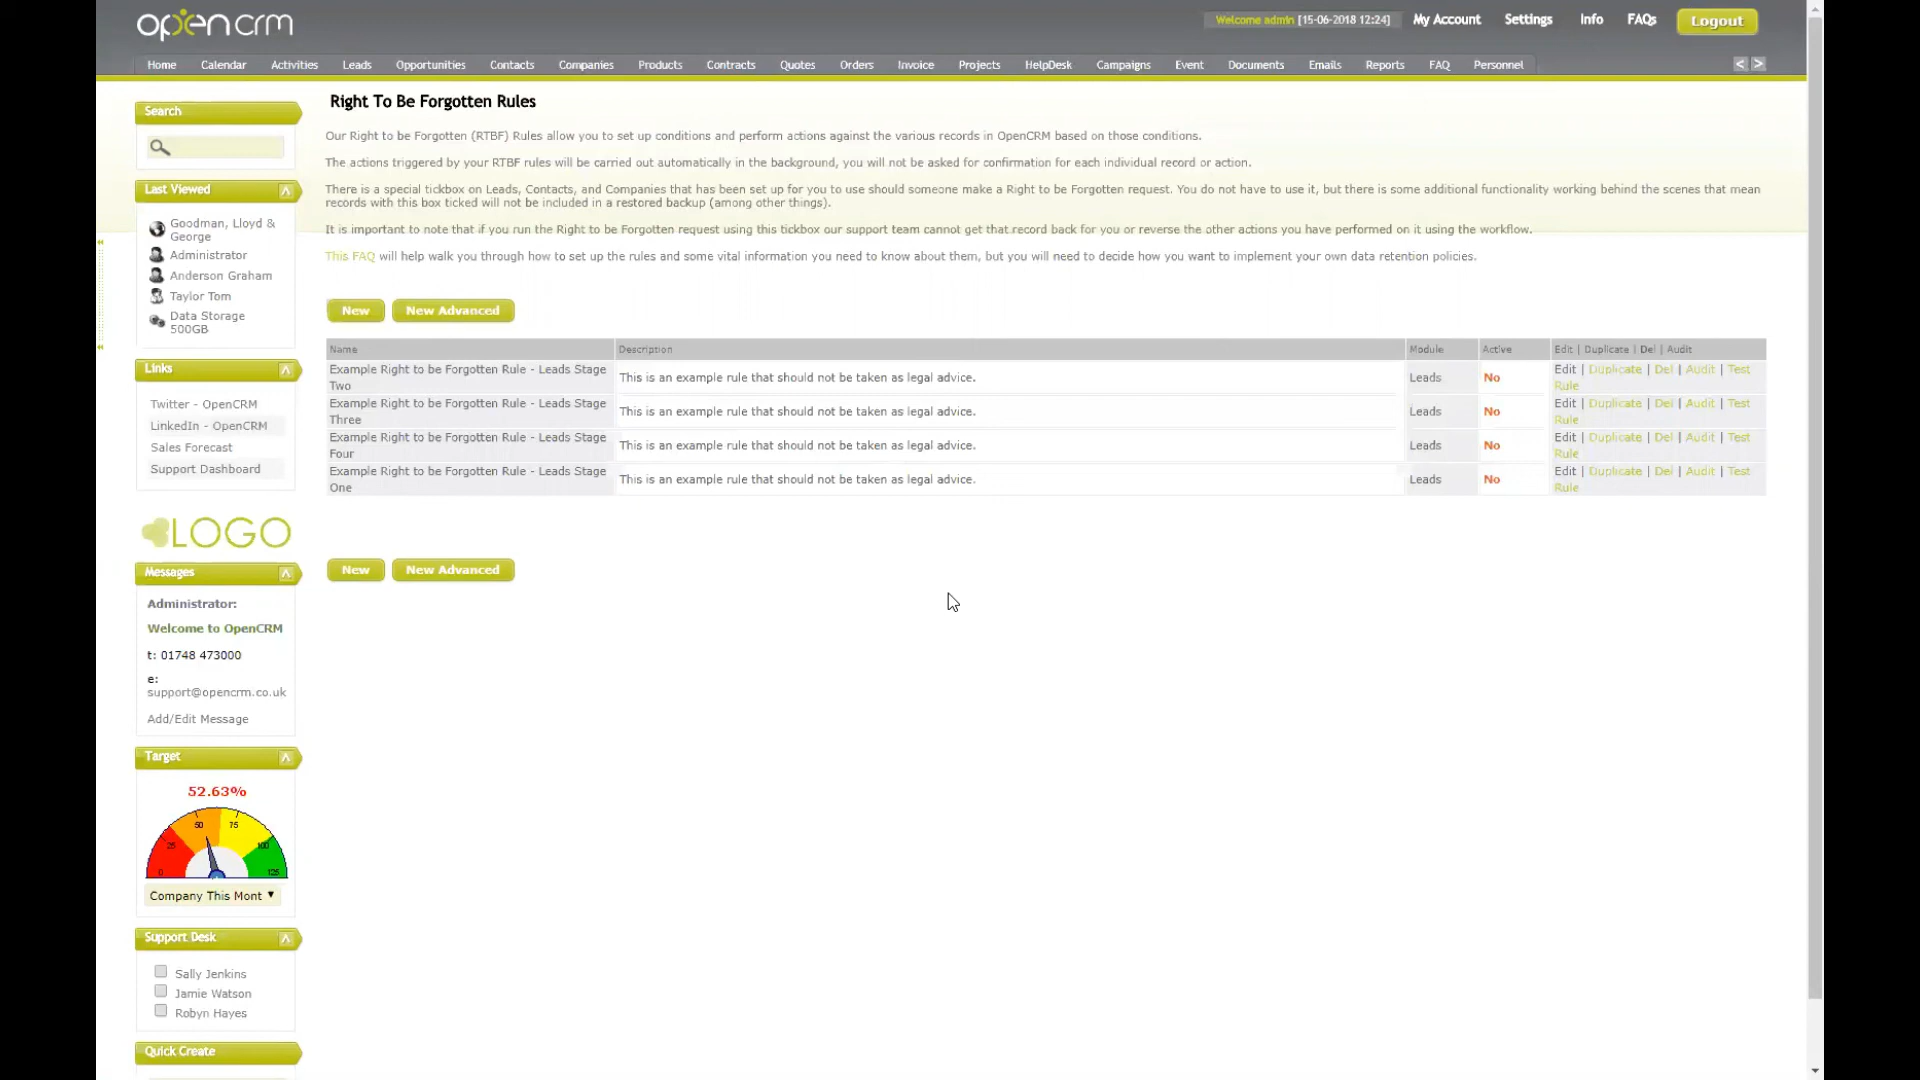 opencrm
Welcome admin [15-06-2018 12:24]
My Account
Settings
Info
FAQs
Logout
Home
Calendar
Activities
Leads
Opportunities
Contacts
Companies
Products
Contracts
Quotes
Orders
Invoice
Projects
HelpDesk
Campaigns
Event
Documents
Emails
Reports
FAQ
Personnel
< >
Search
Last Viewed
Goodman, Lloyd &
George
Administrator
Anderson Graham
Taylor Tom
Data Storage
500GB
Links
Twitter - OpenCRM
LinkedIn - OpenCRM
Sales Forecast
Support Dashboard
LOGO
Messages
Administrator:
Welcome to OpenCRM
t: 01748 473000
e:
support@opencrm.co.uk
Add/Edit Message
Target
52.63%
0 25 50 75 100 125
Company This Mont
Support Desk
Sally Jenkins
Jamie Watson
Robyn Hayes
Quick Create
Right To Be Forgotten Rules
Our Right to be Forgotten (RTBF) Rules allow you to set up conditions and perform actions against the various records in OpenCRM based on those conditions.
The actions triggered by your RTBF rules will be carried out automatically in the background, you will not be asked for confirmation for each individual record or action.
There is a special tickbox on Leads, Contacts, and Companies that has been set up for you to use should someone make a Right to be Forgotten request. You do not have to use it, but there is some additional functionality working behind the scenes that mean
records with this box ticked will not be included in a restored backup (among other things).
It is important to note that if you run the Right to be Forgotten request using this tickbox our support team cannot get that record back for you or reverse the other actions you have performed on it using the workflow.
This FAQ will help walk you through how to set up the rules and some vital information you need to know about them, but you will need to decide how you want to implement your own data retention policies.
New
New Advanced
Name
Description
Module
Active
Edit | Duplicate | Del | Audit
Example Right to be Forgotten Rule - Leads Stage
Two
This is an example rule that should not be taken as legal advice.
Leads
No
Edit | Duplicate | Del | Audit | Test
Rule
Example Right to be Forgotten Rule - Leads Stage
Three
This is an example rule that should not be taken as legal advice.
Leads
No
Edit | Duplicate | Del | Audit | Test
Rule
Example Right to be Forgotten Rule - Leads Stage
Four
This is an example rule that should not be taken as legal advice.
Leads
No
Edit | Duplicate | Del | Audit | Test
Rule
Example Right to be Forgotten Rule - Leads Stage
One
This is an example rule that should not be taken as legal advice.
Leads
No
Edit | Duplicate | Del | Audit | Test
Rule
New
New Advanced